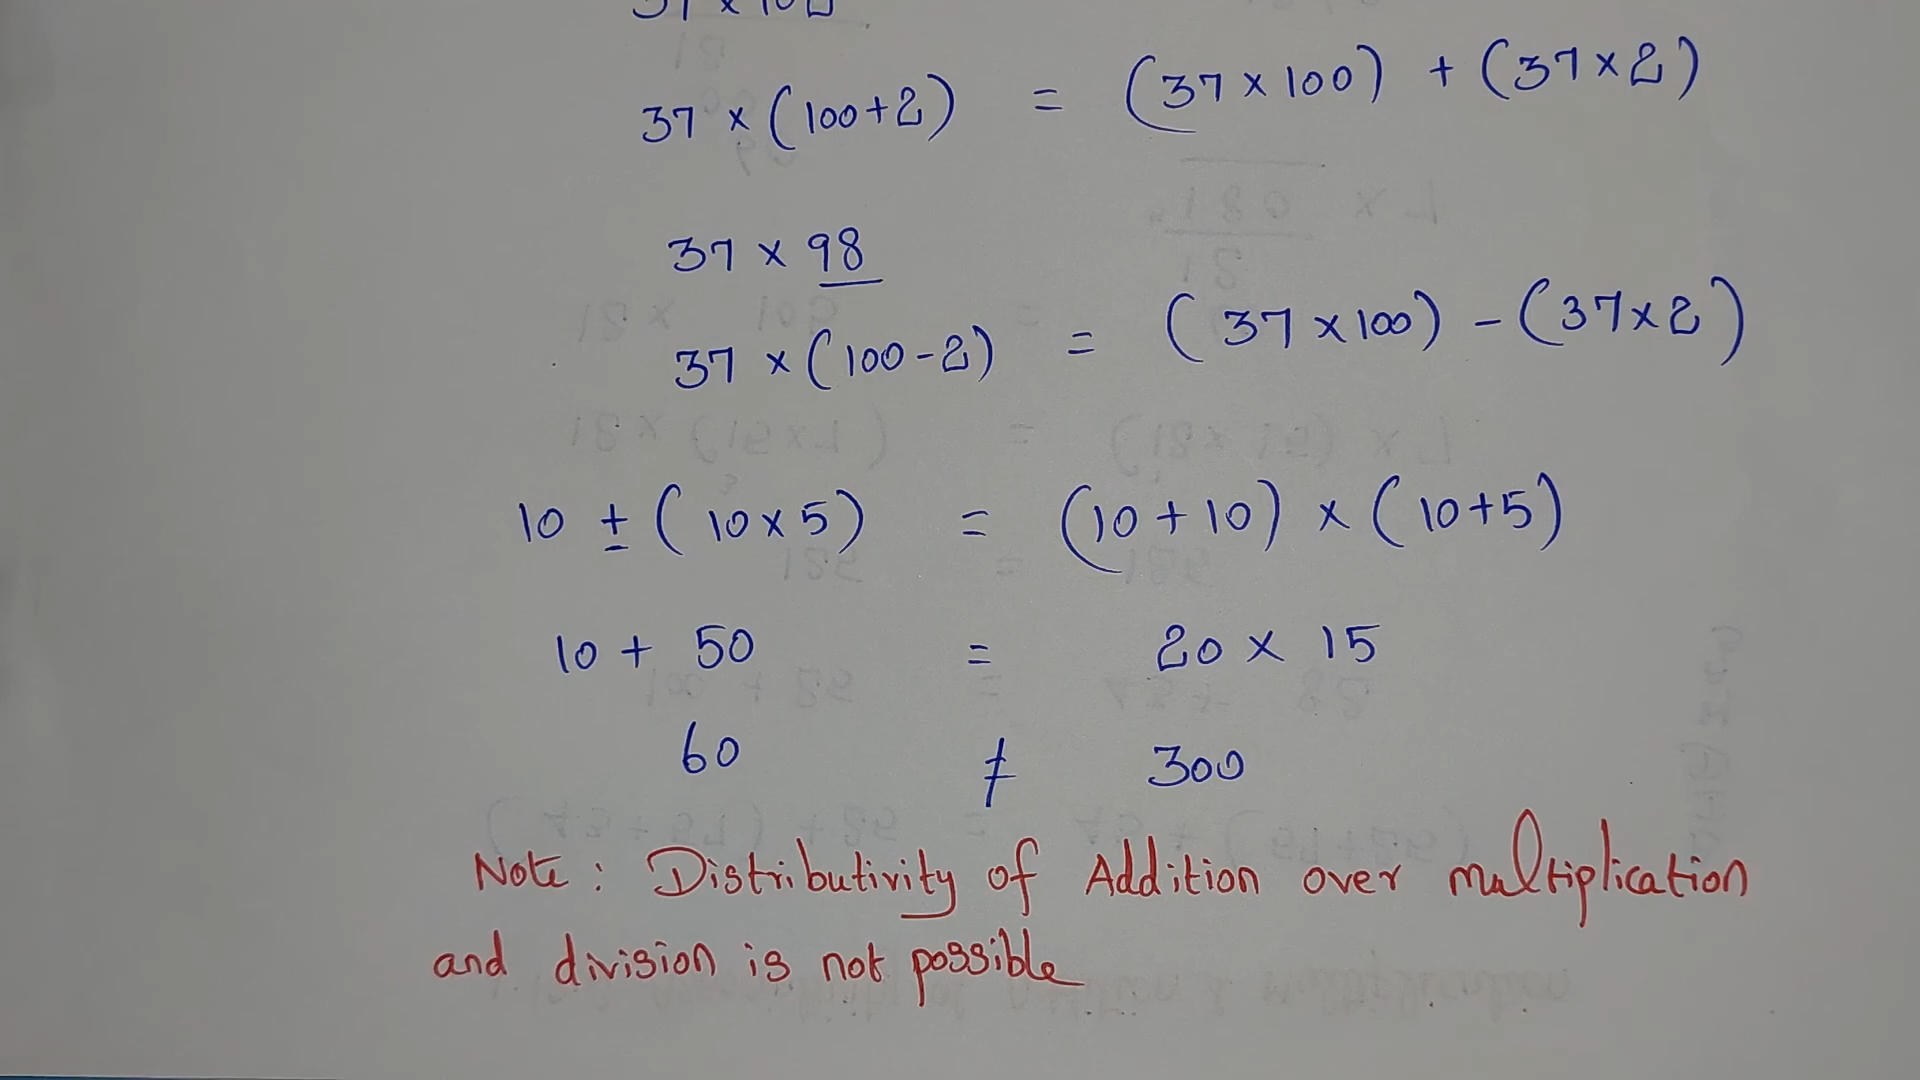 37 × (100+2) = (37 × 100) + (37 × 2)
37 × 98
37 × (100-2) = (37 × 100) - (37 × 2)
10 + (10 × 5) = (10 + 10) × (10+5)
10 + 50 = 20 × 15
60 ≠ 300
Note : Distributivity of Addition over multiplication
and division is not possible